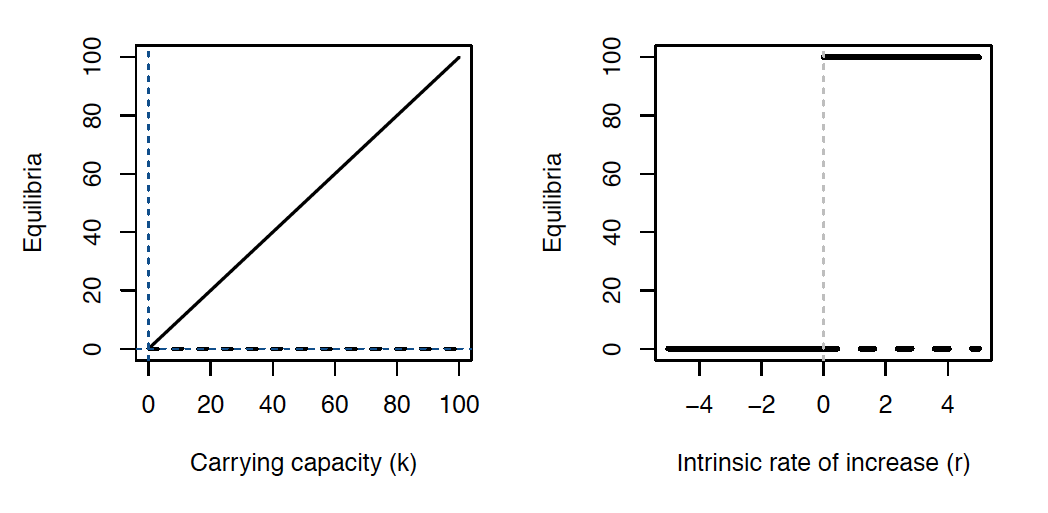 Equilibria
100
80
60
40
20
0
0 20 40 60 80 100
Carrying capacity (k)
Equilibria
100
80
60
40
20
0
−4 −2 0 2 4
Intrinsic rate of increase (r)